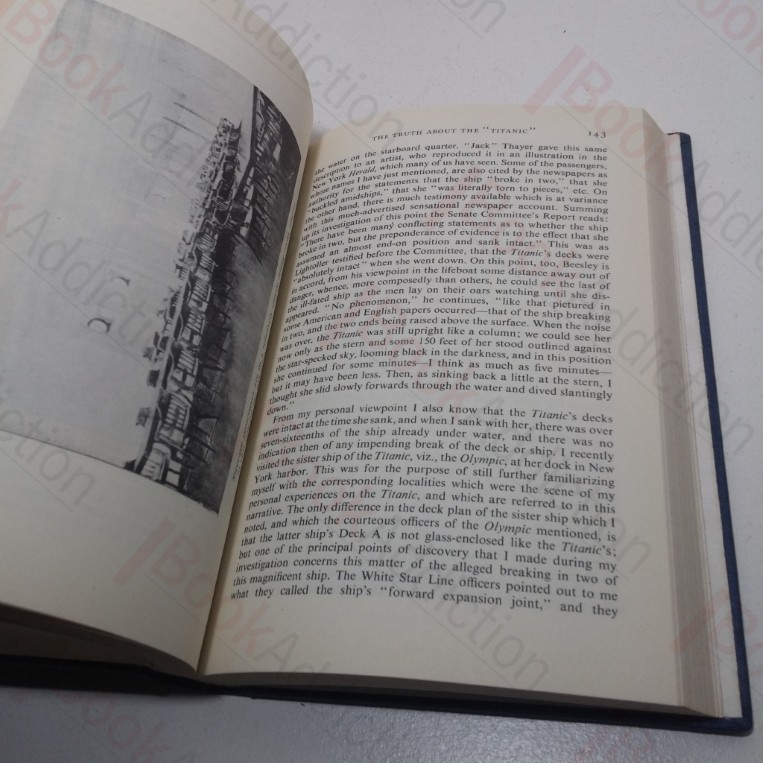 THE TRUTH ABOUT THE "TITANIC" 143
the water on the starboard quarter. "Jack" Thayer gave this same
description to an artist, who reproduced it in an illustration in the
New York Herald, which many of us have seen. Some of the passengers,
whose names I have just mentioned, are also cited by the newspapers as
authority for the statements that the ship "broke in two," that she
"buckled amidships," that she "was literally torn to pieces," etc. On
the other hand, there is much testimony available which is at variance
with this much-advertised sensational newspaper account. Summing
up its investigation of this point the Senate Committee's Report reads:
"There have been many conflicting statements as to whether the ship
broke in two, but the preponderance of evidence is to the effect that she
assumed an almost end-on position and sank intact." This was as
Lightoller testified before the Committee, that the Titanic's decks were
"absolutely intact" when she went down. On this point, too, Beesley is
in accord, from his viewpoint in the lifeboat some distance away out of
danger, whence, more composedly than others, he could see the last of
the ill-fated ship as the men lay on their oars watching until she dis-
appeared. "No phenomenon," he continues, "like that pictured in
some American and English papers occurred—that of the ship breaking
in two, and the two ends being raised above the surface. When the noise
was over, the Titanic was still upright like a column; we could see her
now only as the stern and some 150 feet of her stood outlined against
the star-specked sky, looming black in the darkness, and in this position
she continued for some minutes—I think as much as five minutes—
but it may have been less. Then, as sinking back a little at the stern, I
thought she slid slowly forwards through the water and dived slantingly
down."
From my personal viewpoint I also know that the Titanic's decks
were intact at the time she sank, and when I sank with her, there was over
seven-sixteenths of the ship already under water, and there was no
indication then of any impending break of the deck or ship. I recently
visited the sister ship of the Titanic, viz., the Olympic, at her dock in New
York harbor. This was for the purpose of still further familiarizing
myself with the corresponding localities which were the scene of my
personal experiences on the Titanic, and which are referred to in this
narrative. The only difference in the deck plan of the sister ship which I
noted, and which the courteous officers of the Olympic mentioned, is
that the latter ship's Deck A is not glass-enclosed like the Titanic's;
but one of the principal points of discovery that I made during my
investigation concerns this matter of the alleged breaking in two of
this magnificent ship. The White Star Line officers pointed out to me
what they called the ship's "forward expansion joint," and they
BookAddiction